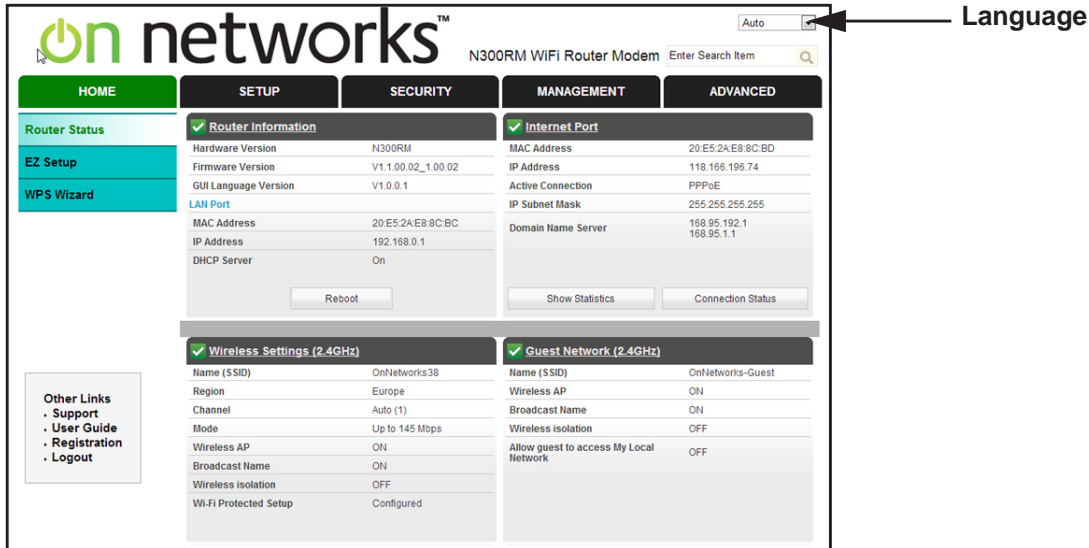 on networks™
Auto
Language
N300RM WiFi Router Modem
Enter Search Item
HOME
SETUP
SECURITY
MANAGEMENT
ADVANCED
Router Status
EZ Setup
WPS Wizard
Router Information
Hardware Version N300RM
Firmware Version V1.1.00.02_1.00.02
GUI Language Version V1.0.0.1
LAN Port
MAC Address 20:E5:2A:E8:8C:BC
IP Address 192.168.0.1
DHCP Server On
Reboot
Internet Port
MAC Address 20:E5:2A:E8:8C:BD
IP Address 118.166.196.74
Active Connection PPPoE
IP Subnet Mask 255.255.255.255
Domain Name Server 168.95.192.1
168.95.1.1
Show Statistics
Connection Status
Wireless Settings (2.4GHz)
Name (SSID) OnNetworks38
Region Europe
Channel Auto (1)
Mode Up to 145 Mbps
Wireless AP ON
Broadcast Name ON
Wireless isolation OFF
Wi-Fi Protected Setup Configured
Guest Network (2.4GHz)
Name (SSID) OnNetworks-Guest
Wireless AP ON
Broadcast Name ON
Wireless isolation OFF
Allow guest to access My Local
Network OFF
Other Links
• Support
• User Guide
• Registration
• Logout